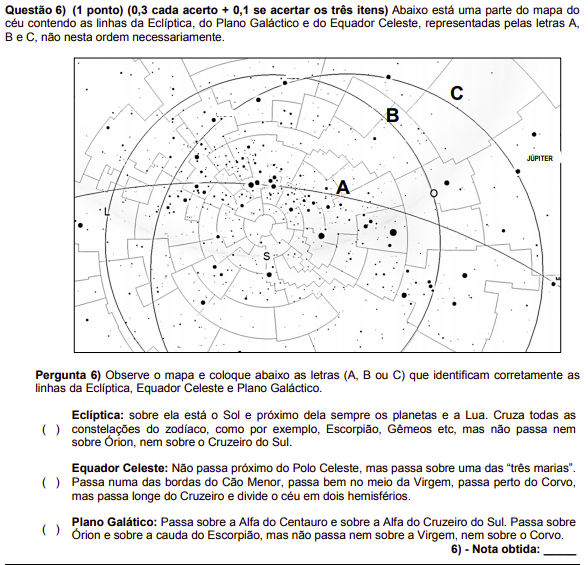 Questão 6) (1 ponto) (0,3 cada acerto + 0,1 se acertar os três itens) Abaixo está uma parte do mapa do
céu contendo as linhas da Eclíptica, do Plano Galáctico e do Equador Celeste, representadas pelas letras A,
B e C, não nesta ordem necessariamente.
C
B
JÚPITER
A
O
L
S
E
Pergunta 6) Observe o mapa e coloque abaixo as letras (A, B ou C) que identificam corretamente as
linhas da Eclíptica, Equador Celeste e Plano Galáctico.
Eclíptica: sobre ela está o Sol e próximo dela sempre os planetas e a Lua. Cruza todas as
( ) constelações do zodíaco, como por exemplo, Escorpião, Gêmeos etc, mas não passa nem
sobre Órion, nem sobre o Cruzeiro do Sul.
Equador Celeste: Não passa próximo do Polo Celeste, mas passa sobre uma das “três marias”.
( ) Passa numa das bordas do Cão Menor, passa bem no meio da Virgem, passa perto do Corvo,
mas passa longe do Cruzeiro e divide o céu em dois hemisférios.
Plano Galático: Passa sobre a Alfa do Centauro e sobre a Alfa do Cruzeiro do Sul. Passa sobre
( ) Órion e sobre a cauda do Escorpião, mas não passa nem sobre a Virgem, nem sobre o Corvo.
6) - Nota obtida: _____